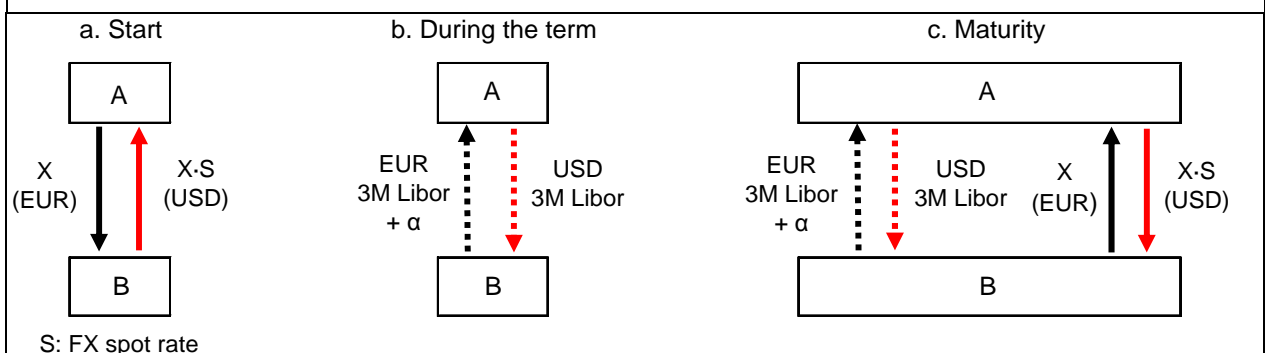 a. Start
b. During the term
c. Maturity
A
A
A
X
(EUR)
X·S
(USD)
EUR
3M Libor
+ α
USD
3M Libor
EUR
3M Libor
+ α
USD
3M Libor
X
(EUR)
X·S
(USD)
B
B
B
S: FX spot rate